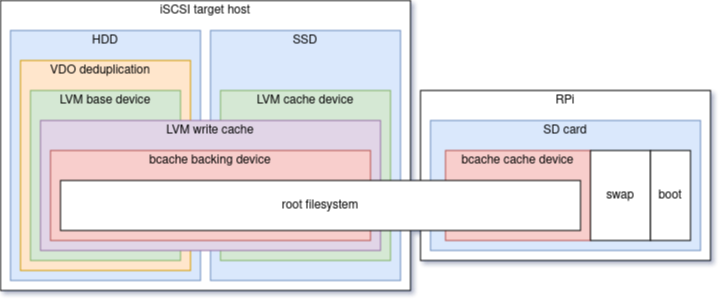 iSCSI target host
HDD
SSD
VDO deduplication
LVM base device
LVM cache device
RPi
LVM write cache
SD card
bcache backing device
bcache cache device
root filesystem
swap
boot